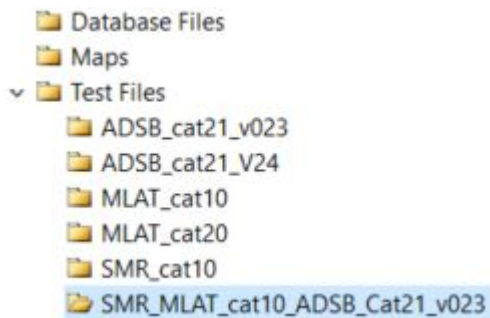 Database Files
Maps
Test Files
ADSB_cat21_v023
ADSB_cat21_V24
MLAT_cat10
MLAT_cat20
SMR_cat10
SMR_MLAT_cat10_ADSB_Cat21_v023